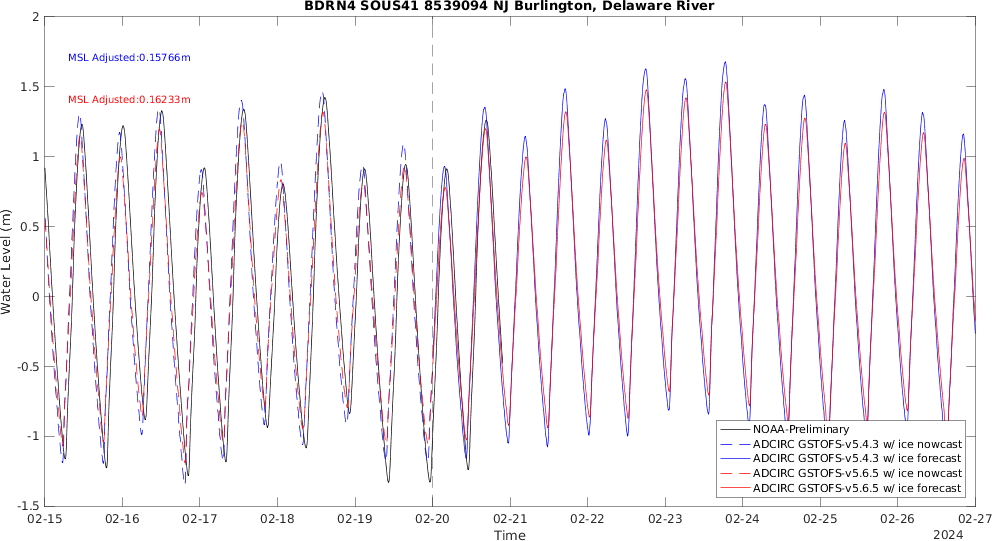 BDRN4 SOUS41 8539094 NJ Burlington, Delaware River
2
1.5
1
0.5
0
-0.5
-1
-1.5
Water Level (m)
MSL Adjusted:0.15766m
MSL Adjusted:0.16233m
NOAA-Preliminary
ADCIRC GSTOFS-v5.4.3 w/ ice nowcast
ADCIRC GSTOFS-v5.4.3 w/ ice forecast
ADCIRC GSTOFS-v5.6.5 w/ ice nowcast
ADCIRC GSTOFS-v5.6.5 w/ ice forecast
02-15 02-16 02-17 02-18 02-19 02-20 02-21 02-22 02-23 02-24 02-25 02-26 02-27
Time
2024